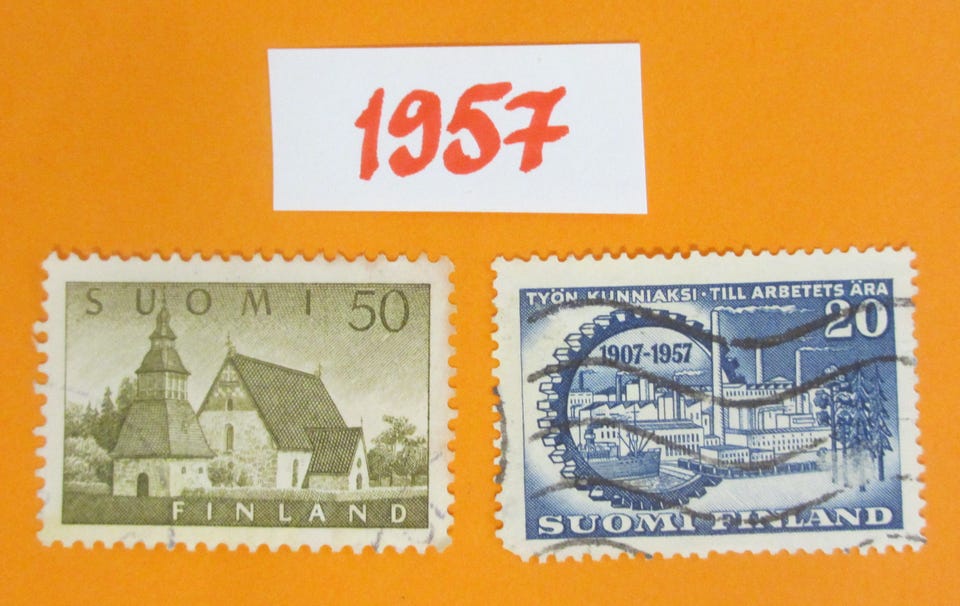 1957
SUOMI 50
FINLAND
TYÖN KUNNIAKSI · TILL ARBETETS ÄRA
20
1907-1957
SUOMI FINLAND